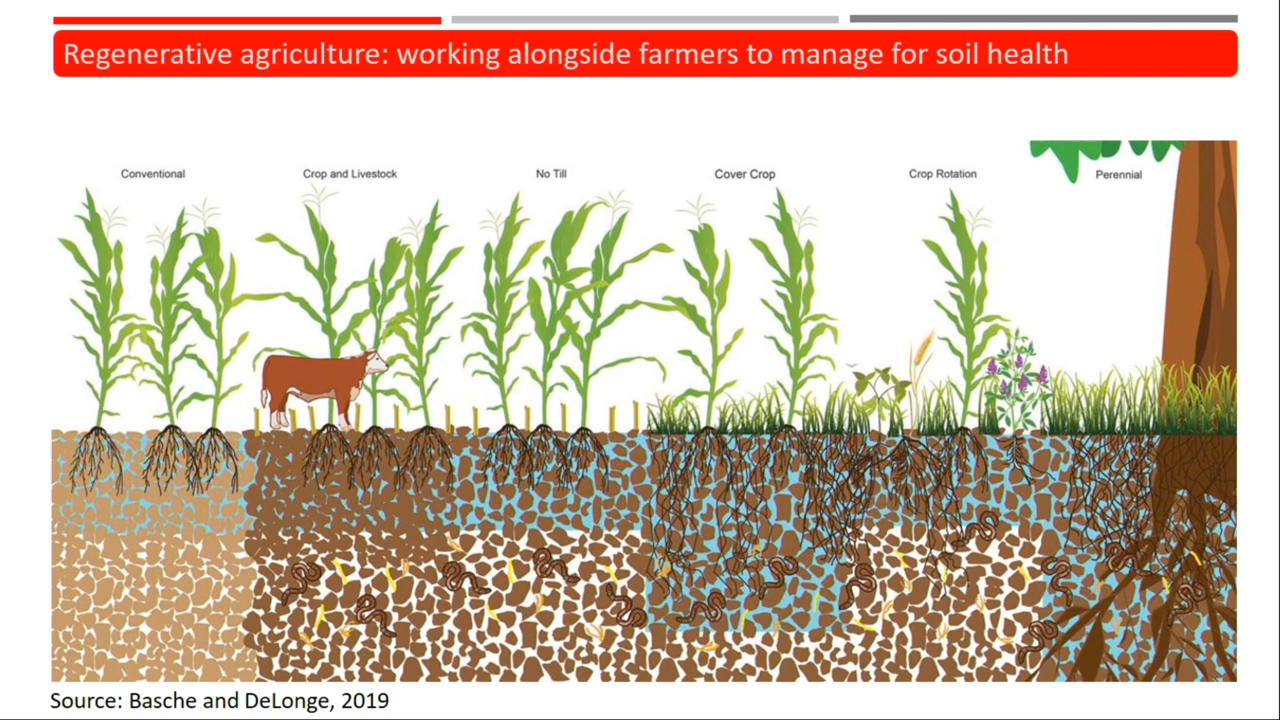 Regenerative agriculture: working alongside farmers to manage for soil health
Conventional
Crop and Livestock
No Till
Cover Crop
Crop Rotation
Perennial
Source: Basche and DeLonge, 2019